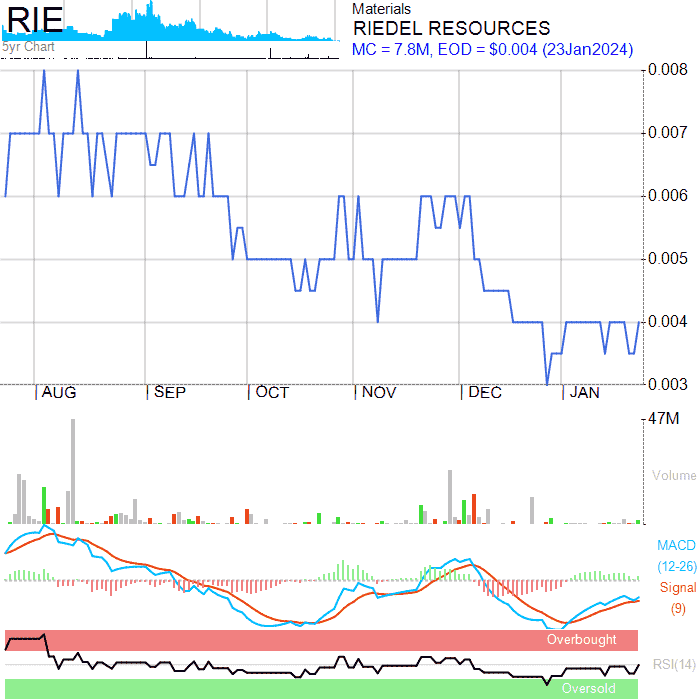 RIE
5yr Chart
Materials
RIEDEL RESOURCES
MC = 7.8M, EOD = $0.004 (23Jan2024)
0.008
0.007
0.006
0.005
0.004
0.003
AUG SEP OCT NOV DEC JAN
47M
Volume
MACD
(12-26)
Signal
(9)
Overbought
RSI(14)
Oversold